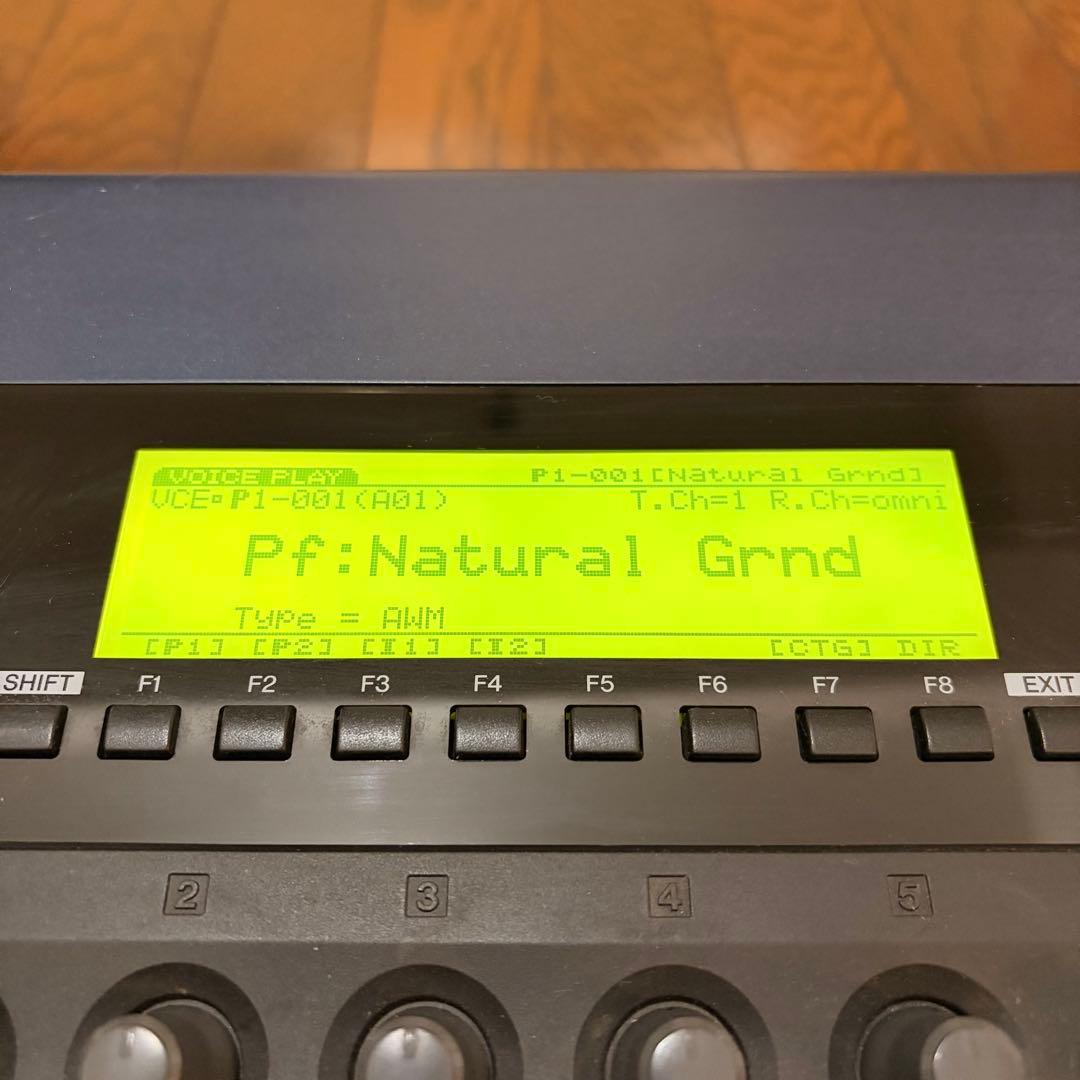 VOICE PLAY P1-001[Natural Grnd]
VCE P1-001(A01) T.Ch=1 R.Ch=omni
Pf:Natural Grnd
Type = AWM
[P1] [P2] [I1] [I2] [CTG] DIR
SHIFT F1 F2 F3 F4 F5 F6 F7 F8 EXIT
2 3 4 5